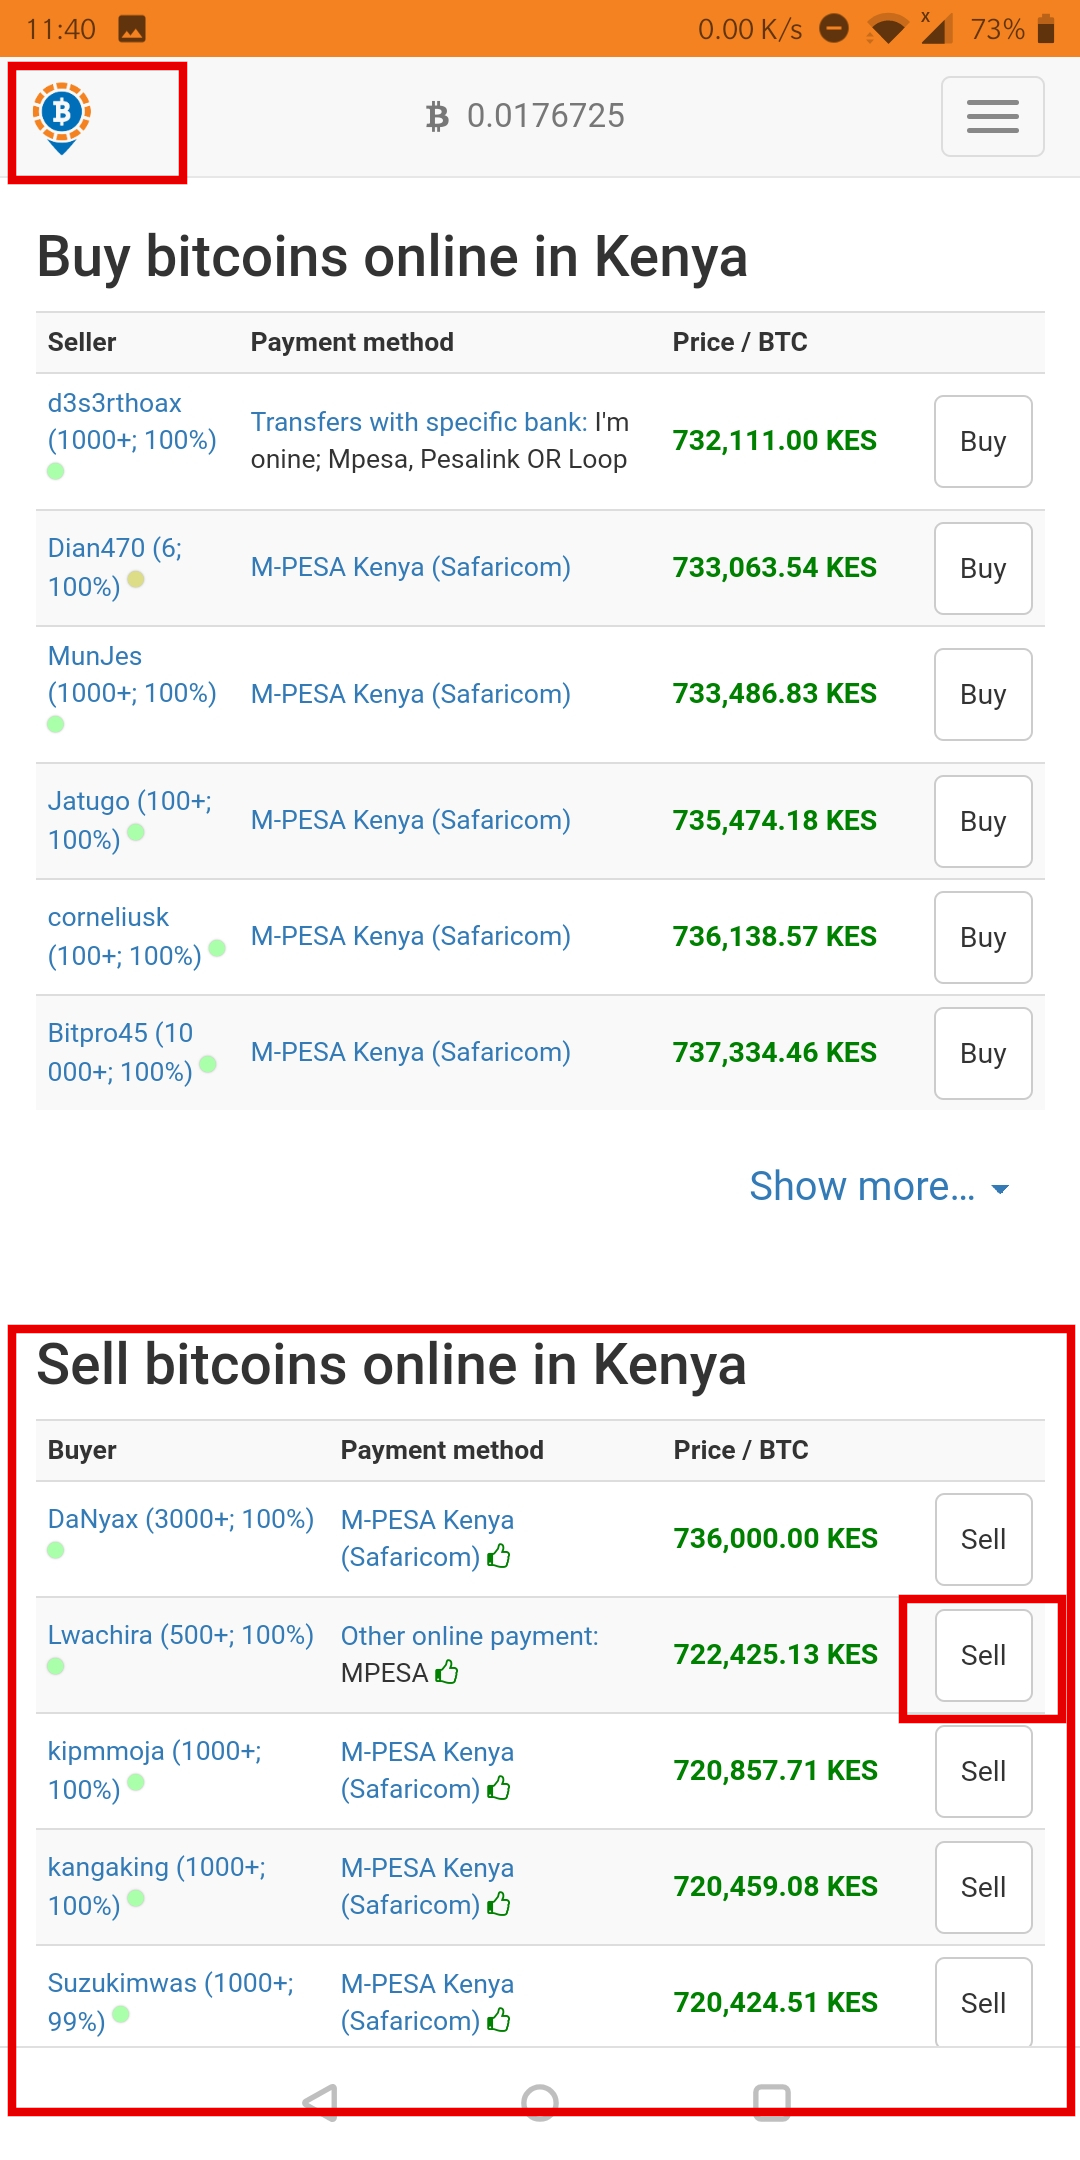 11:40 0.00 K/s x 73%
₿ 0.0176725
Buy bitcoins online in Kenya
Seller Payment method Price / BTC
d3s3rthoax
(1000+; 100%)
Transfers with specific bank: I'm
onine; Mpesa, Pesalink OR Loop
732,111.00 KES
Buy
Dian470 (6;
100%)
M-PESA Kenya (Safaricom)
733,063.54 KES
Buy
MunJes
(1000+; 100%)
M-PESA Kenya (Safaricom)
733,486.83 KES
Buy
Jatugo (100+;
100%)
M-PESA Kenya (Safaricom)
735,474.18 KES
Buy
corneliusk
(100+; 100%)
M-PESA Kenya (Safaricom)
736,138.57 KES
Buy
Bitpro45 (10
000+; 100%)
M-PESA Kenya (Safaricom)
737,334.46 KES
Buy
Show more...
Sell bitcoins online in Kenya
Buyer Payment method Price / BTC
DaNyax (3000+; 100%)
M-PESA Kenya
(Safaricom)
736,000.00 KES
Sell
Lwachira (500+; 100%)
Other online payment:
MPESA
722,425.13 KES
Sell
kipmmoja (1000+;
100%)
M-PESA Kenya
(Safaricom)
720,857.71 KES
Sell
kangaking (1000+;
100%)
M-PESA Kenya
(Safaricom)
720,459.08 KES
Sell
Suzukimwas (1000+;
99%)
M-PESA Kenya
(Safaricom)
720,424.51 KES
Sell